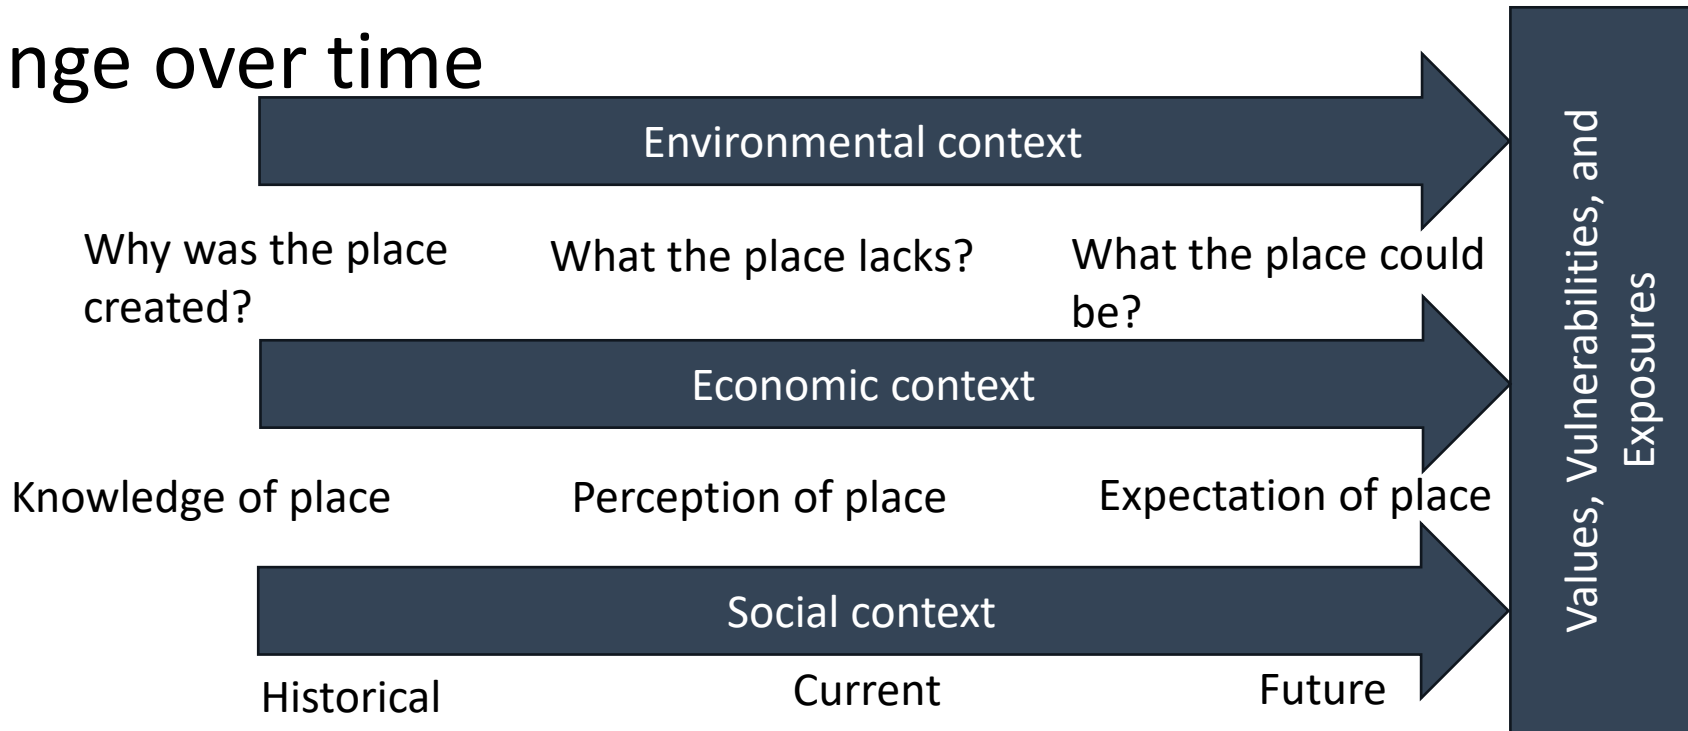 nge over time
Environmental context
Why was the place
created?
What the place lacks?
What the place could
be?
Economic context
Knowledge of place
Perception of place
Expectation of place
Social context
Historical
Current
Future
Values, Vulnerabilities, and
Exposures